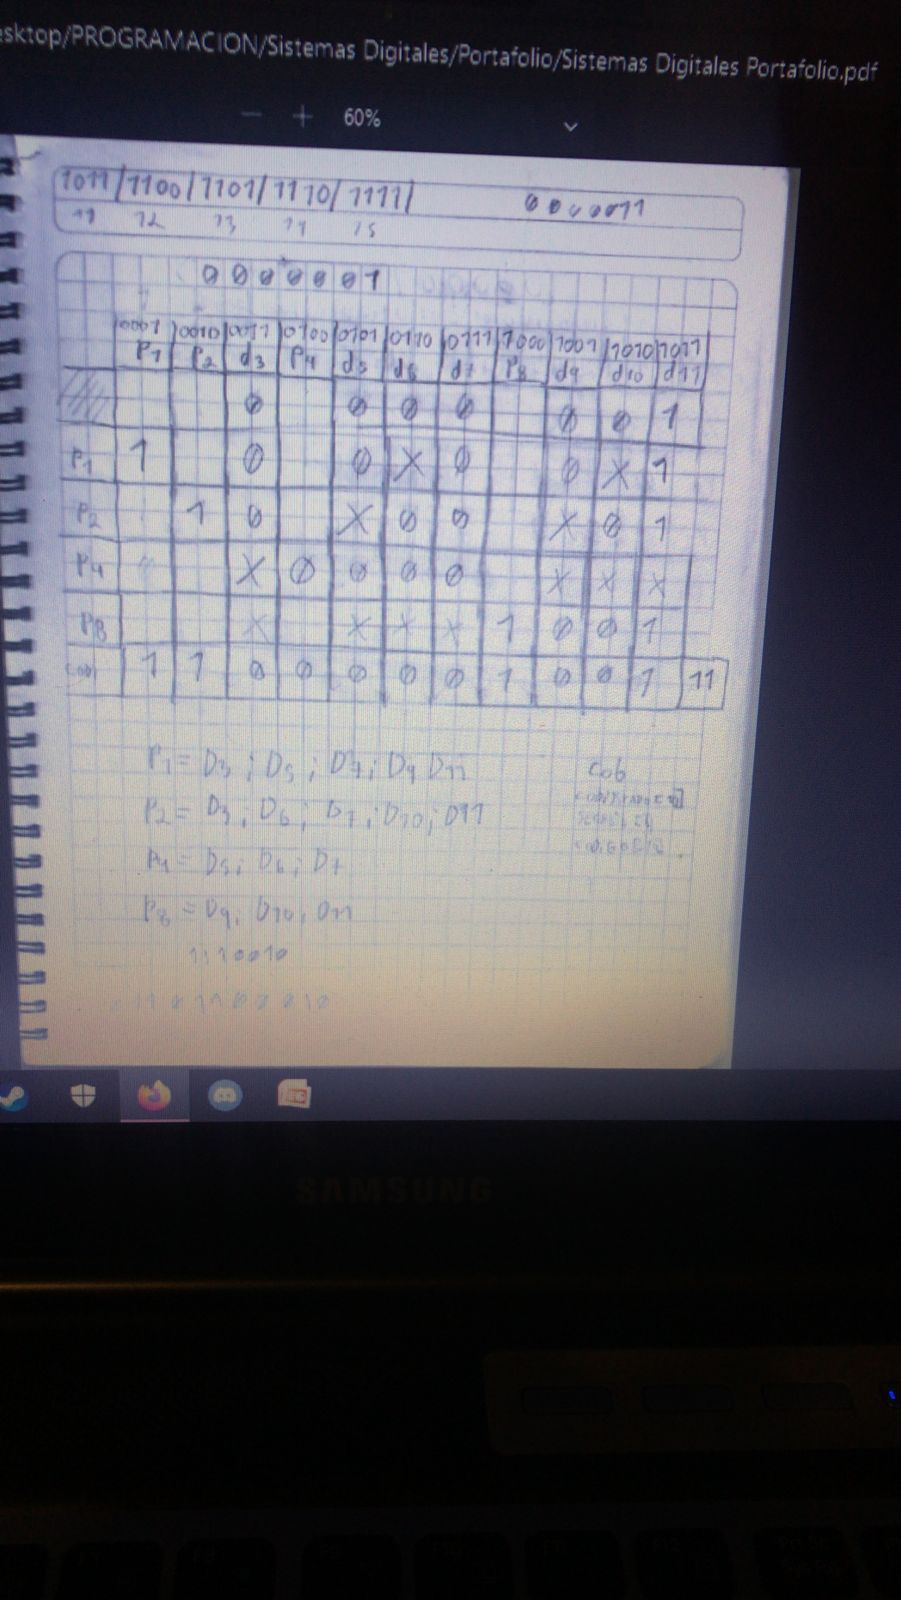 esktop/PROGRAMACION/Sistemas Digitales/Portafolio/Sistemas Digitales Portafolio.pdf
— + 60%
1011/1100/1101/1110/1111/ 0000011
11 12 13 14 15
0000001
0001 0010 0011 0100 0101 0110 0111 1000 1001 1010 1011
P1 P2 d3 P4 d5 d6 d7 P8 d9 d10 d11
0 0 0 0 0 0 1
P1 1 0 0 X 0 0 X 1
P2 1 0 X 0 0 X 0 1
P4 X 0 0 0 0 X X X
P8 X X X X 1 0 0 1
1 1 0 0 0 0 0 1 0 0 1 11
P1 = D3 ; D5 ; D7 ; D9 D11
P2 = D3 ; D6 ; D7 ; D10 ; D11
P4 = D5 ; D6 ; D7
P8 = D9, D10, D11
1110010
SAMSUNG